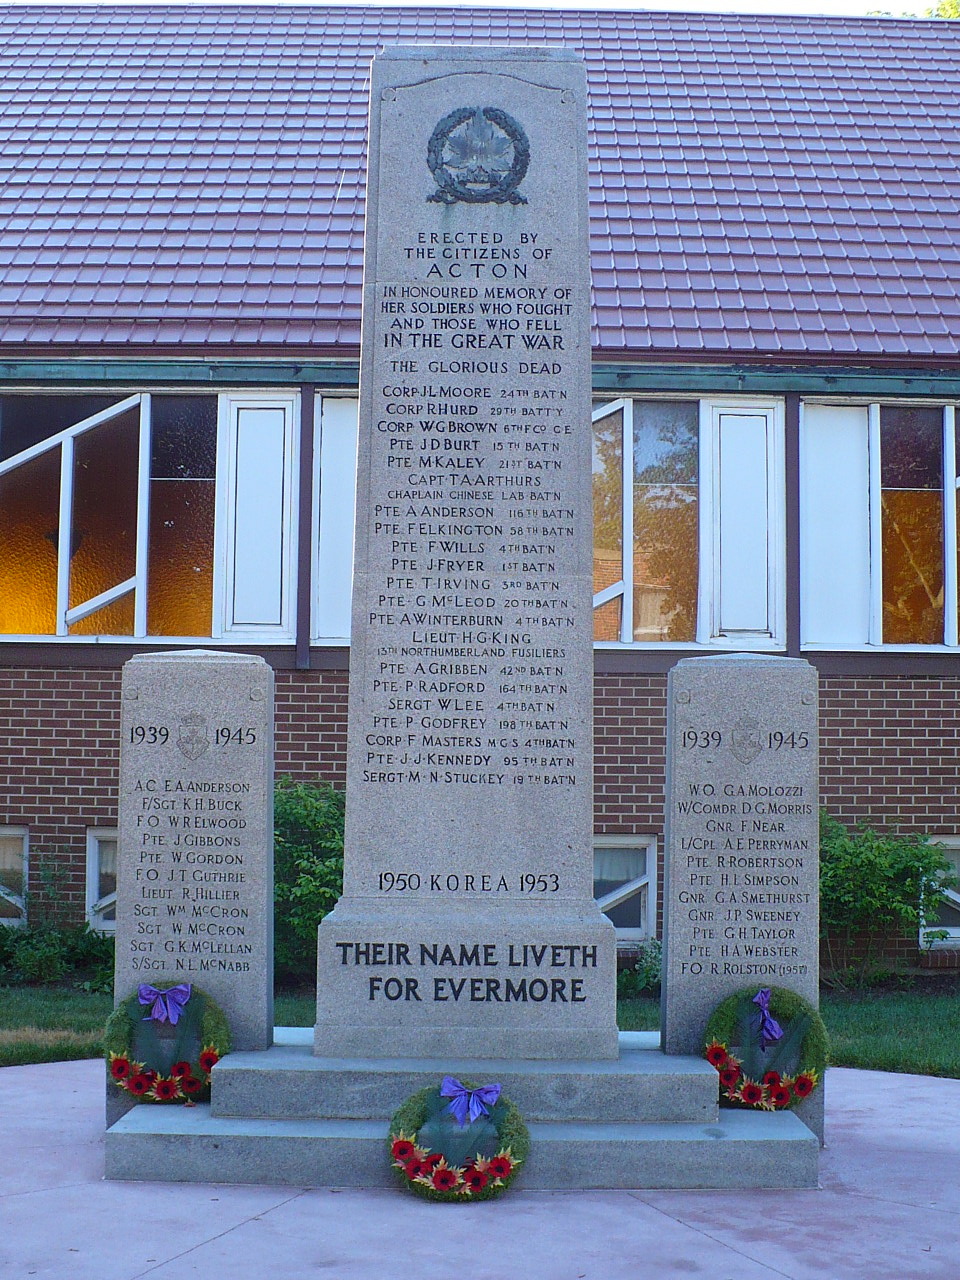 ERECTED BY
THE CITIZENS OF
ACTON
IN HONOURED MEMORY OF
HER SOLDIERS WHO FOUGHT
AND THOSE WHO FELL
IN THE GREAT WAR
THE GLORIOUS DEAD
CORP J.L. MOORE 24TH BAT'N
CORP R HURD 29TH BATT'Y
CORP W.G. BROWN 6TH F CO C E
PTE J.D. BURT 15TH BAT'N
PTE M. KALEY 21ST BAT'N
CAPT T.A. ARTHURS
CHAPLAIN CHINESE LAB BAT'N
PTE A. ANDERSON 116TH BAT'N
PTE F. ELKINGTON 58TH BAT'N
PTE F. WILLS 4TH BAT'N
PTE J. FRYER 1ST BAT'N
PTE T IRVING 3RD BAT'N
PTE G. McLEOD 20TH BAT'N
PTE A. WINTERBURN 4TH BAT'N
LIEUT H.G. KING
13TH NORTHUMBERLAND FUSILIERS
PTE A. GRIBBEN 42ND BAT'N
PTE P. RADFORD 164TH BAT'N
SERGT W. LEE 4TH BAT'N
PTE P GODFREY 198TH BAT'N
CORP F MASTERS M G S 4TH BAT'N
PTE J.J. KENNEDY 95TH BAT'N
SERGT M.N. STUCKEY 19TH BAT'N
1950 KOREA 1953
THEIR NAME LIVETH
FOR EVERMORE
1939 1945
A.C. E.A. ANDERSON
F/SGT K.H. BUCK
F.O W.R. ELWOOD
PTE J. GIBBONS
PTE W. GORDON
F.O. J.T. GUTHRIE
LIEUT R. HILLIER
SGT WM McCRON
SGT W. McCRON
SGT G.K. McLELLAN
S/SGT N.L. McNABB
1939 1945
W.O. G.A. MOLOZZI
W/COMDR D.G. MORRIS
GNR F. NEAR
L/CPL A.E. PERRYMAN
PTE R. ROBERTSON
PTE H.L. SIMPSON
GNR G.A. SMETHURST
GNR J.P. SWEENEY
PTE G.H. TAYLOR
PTE H.A. WEBSTER
F.O R. ROLSTON (1951)